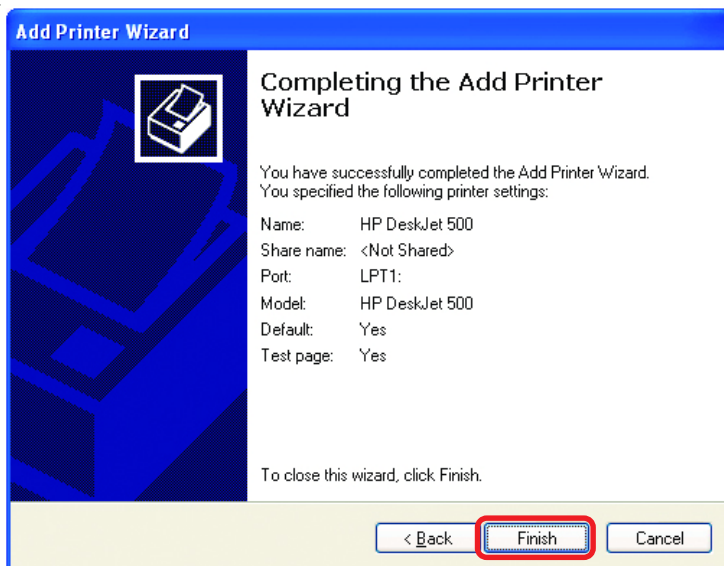 Add Printer Wizard
Completing the Add Printer
Wizard
You have successfully completed the Add Printer Wizard.
You specified the following printer settings:
Name: HP DeskJet 500
Share name: <Not Shared>
Port: LPT1:
Model: HP DeskJet 500
Default: Yes
Test page: Yes
To close this wizard, click Finish.
< Back Finish Cancel